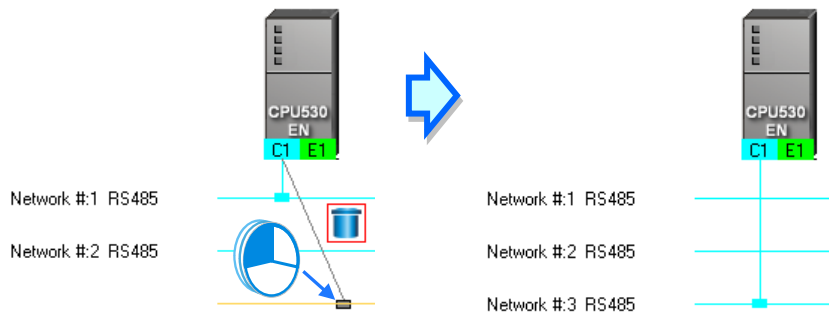 CPU530
EN
C1 E1
Network #:1 RS485
Network #:2 RS485
CPU530
EN
C1 E1
Network #:1 RS485
Network #:2 RS485
Network #:3 RS485